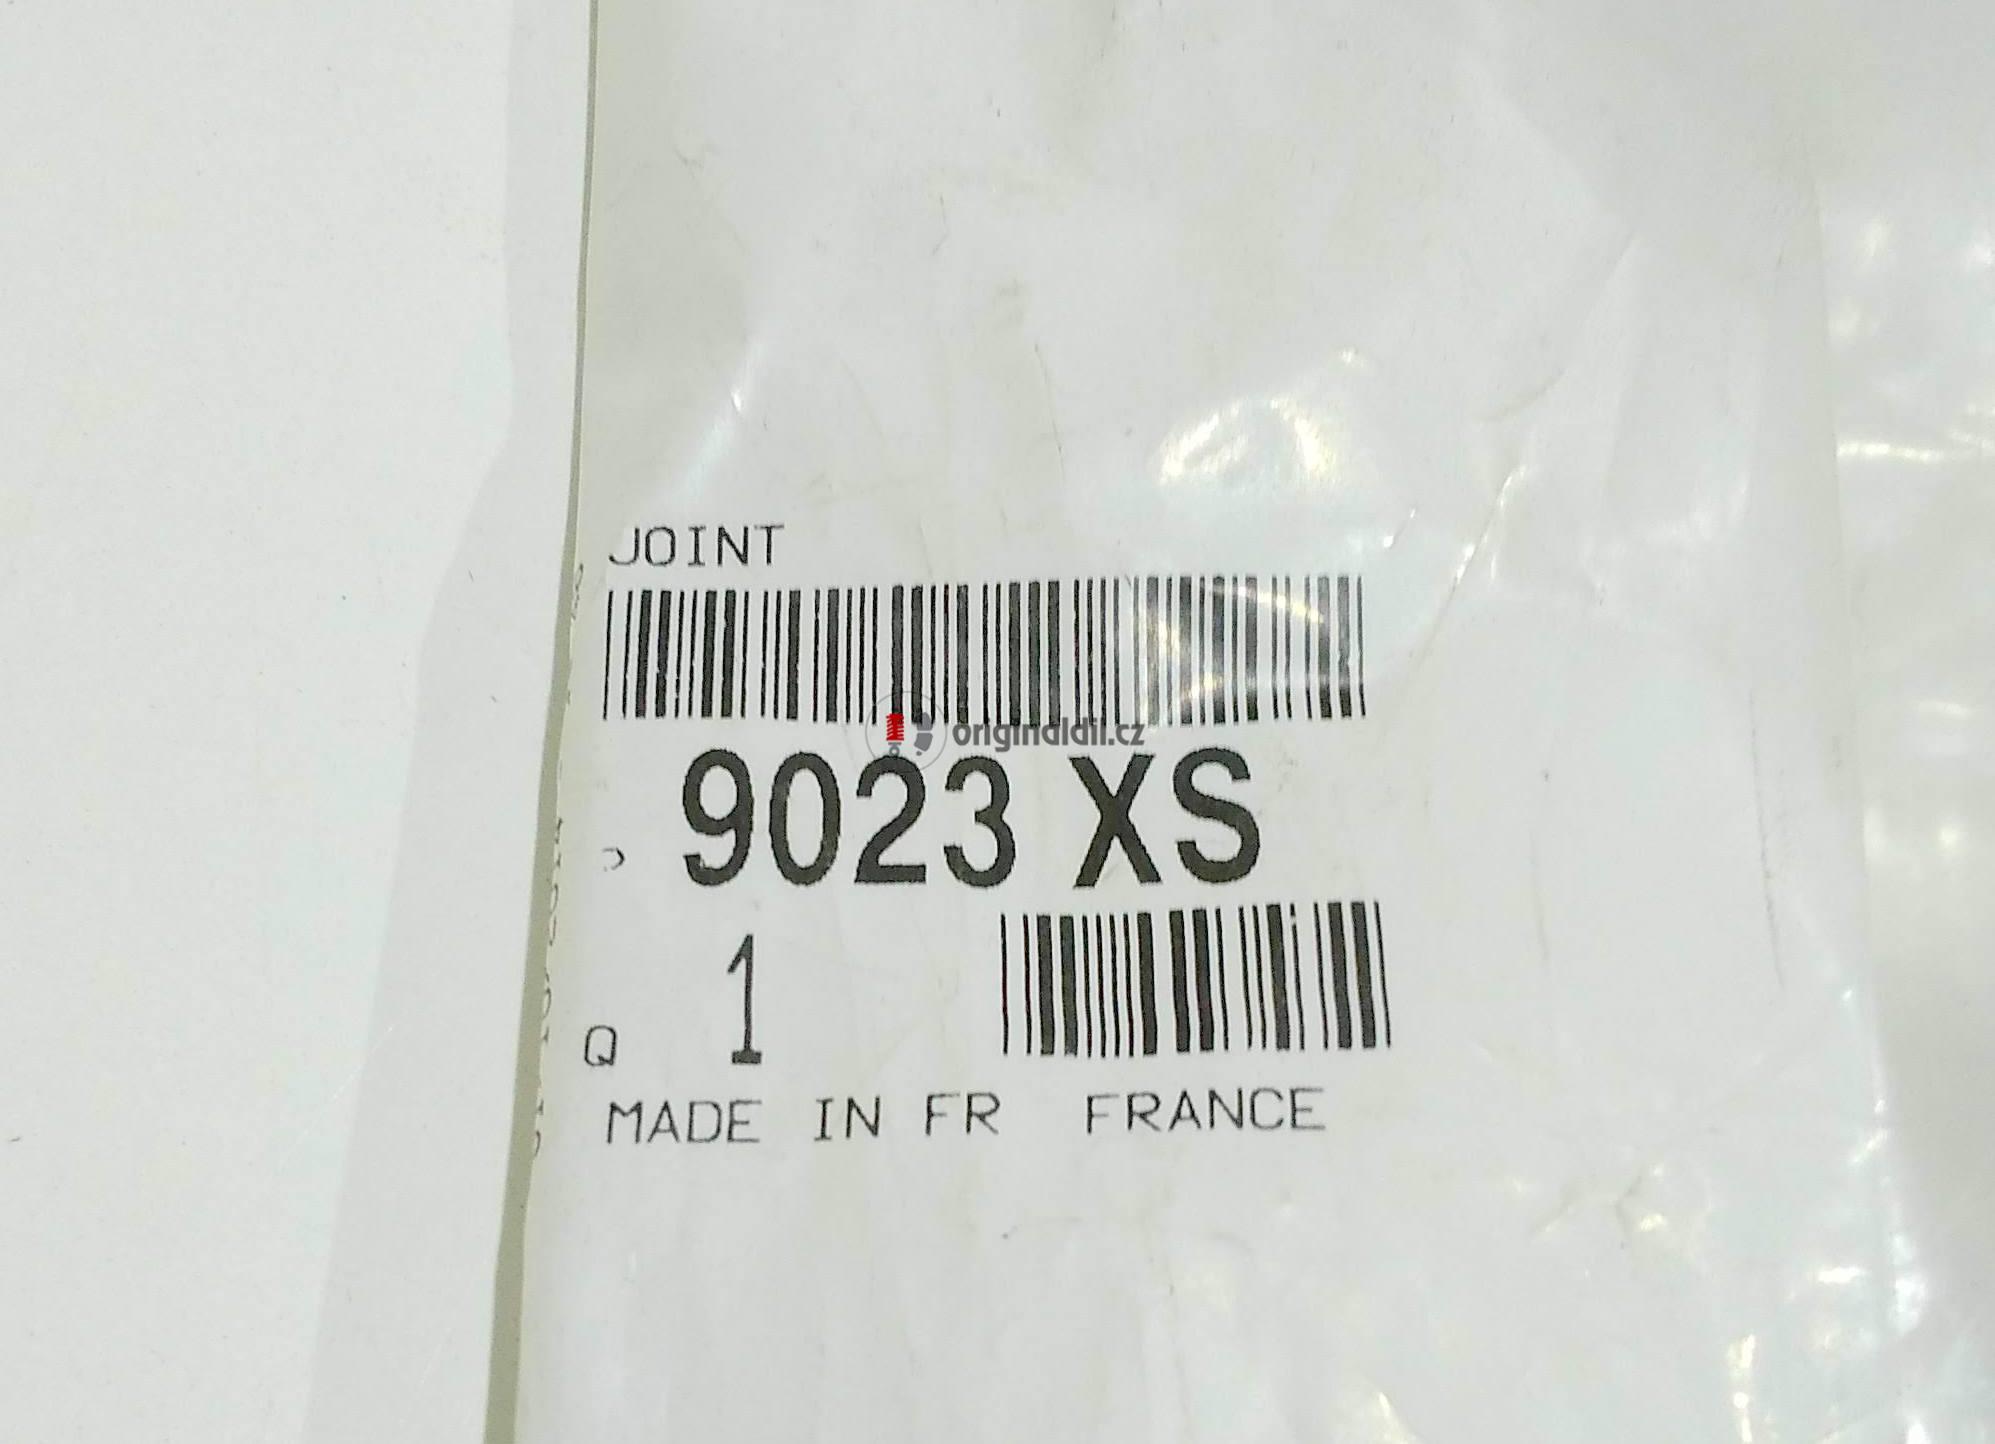 JOINT
originaldil.cz
9023 XS
Q 1
MADE IN FR FRANCE